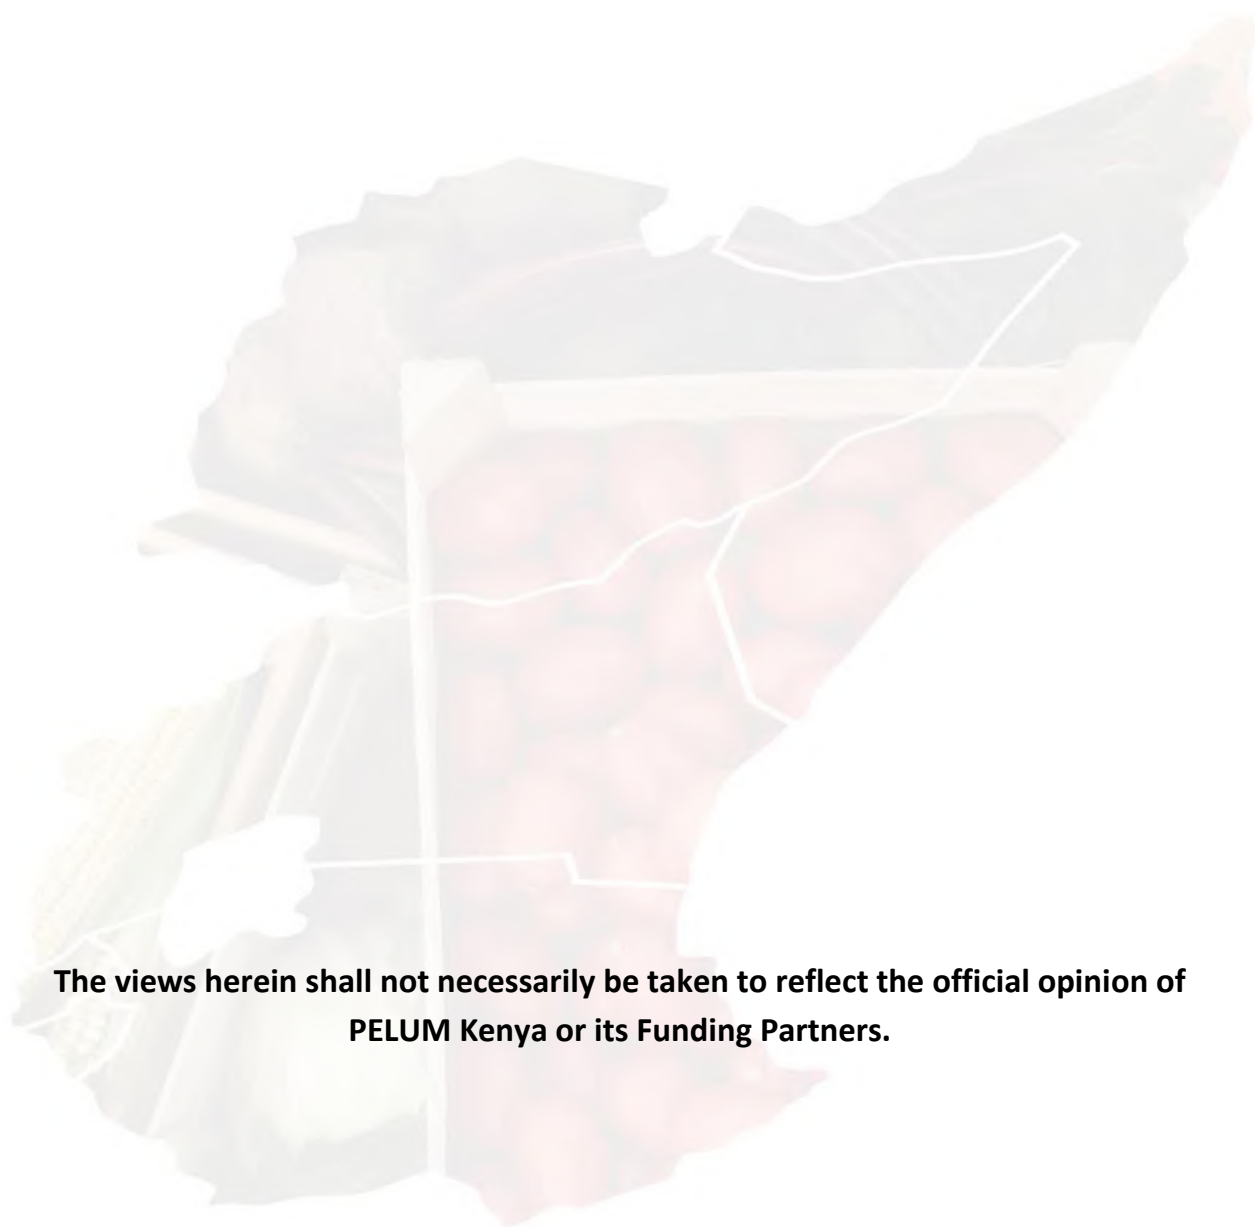 The views herein shall not necessarily be taken to reflect the official opinion of
PELUM Kenya or its Funding Partners.